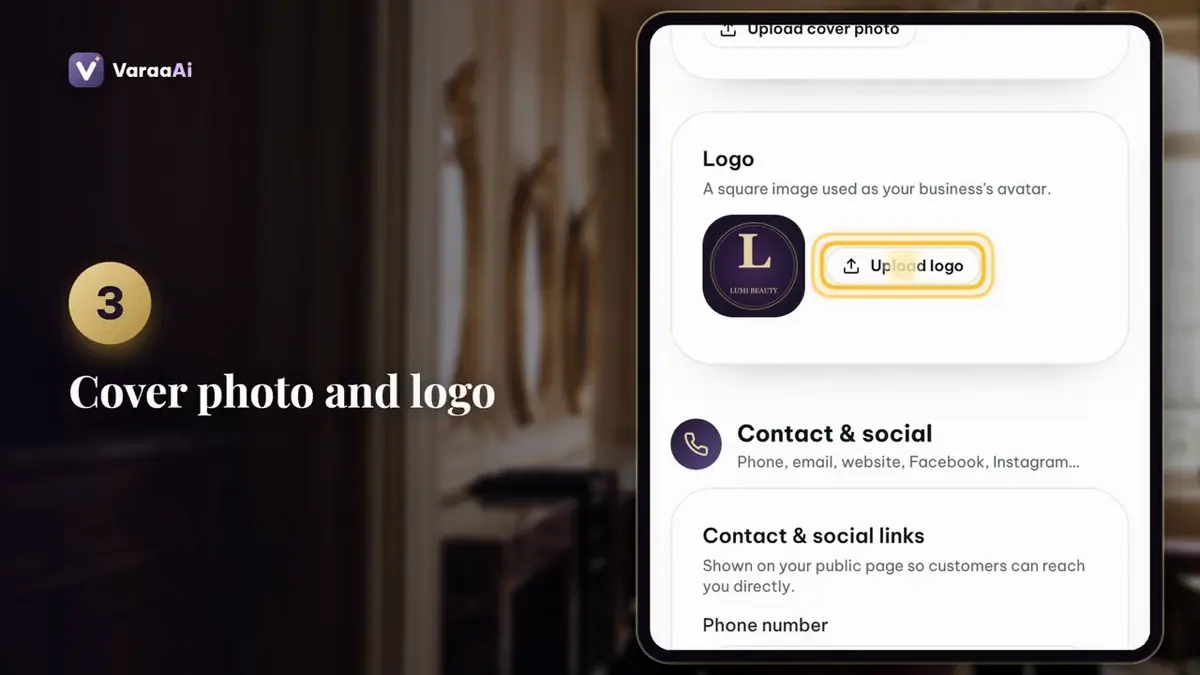 VaraaAi
3
Cover photo and logo
Upload cover photo
Logo
A square image used as your business's avatar.
L
LUMI BEAUTY
Upload logo
Contact & social
Phone, email, website, Facebook, Instagram...
Contact & social links
Shown on your public page so customers can reach
you directly.
Phone number